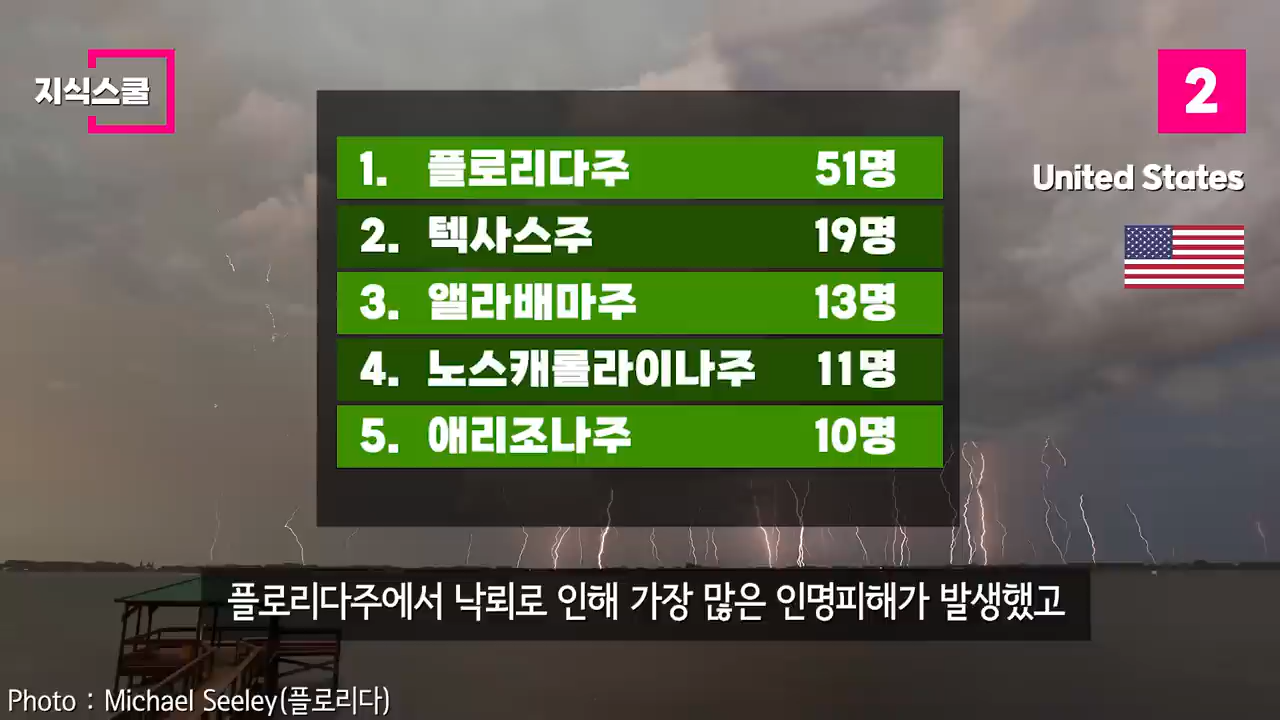 지식스쿨
2
United States
1. 플로리다주 51명
2. 텍사스주 19명
3. 앨라배마주 13명
4. 노스캐롤라이나주 11명
5. 애리조나주 10명
플로리다주에서 낙뢰로 인해 가장 많은 인명피해가 발생했고
Photo : Michael Seeley(플로리다)